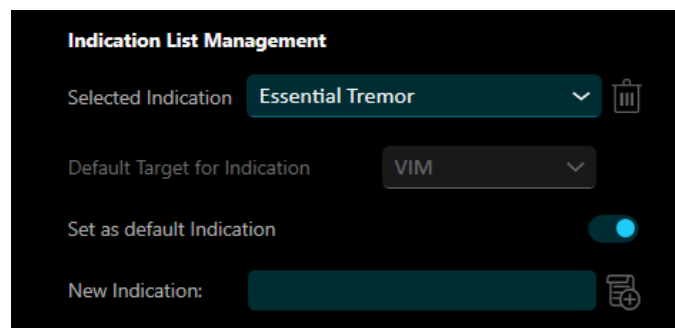 Indication List Management
Selected Indication Essential Tremor
Default Target for Indication VIM
Set as default Indication
New Indication: